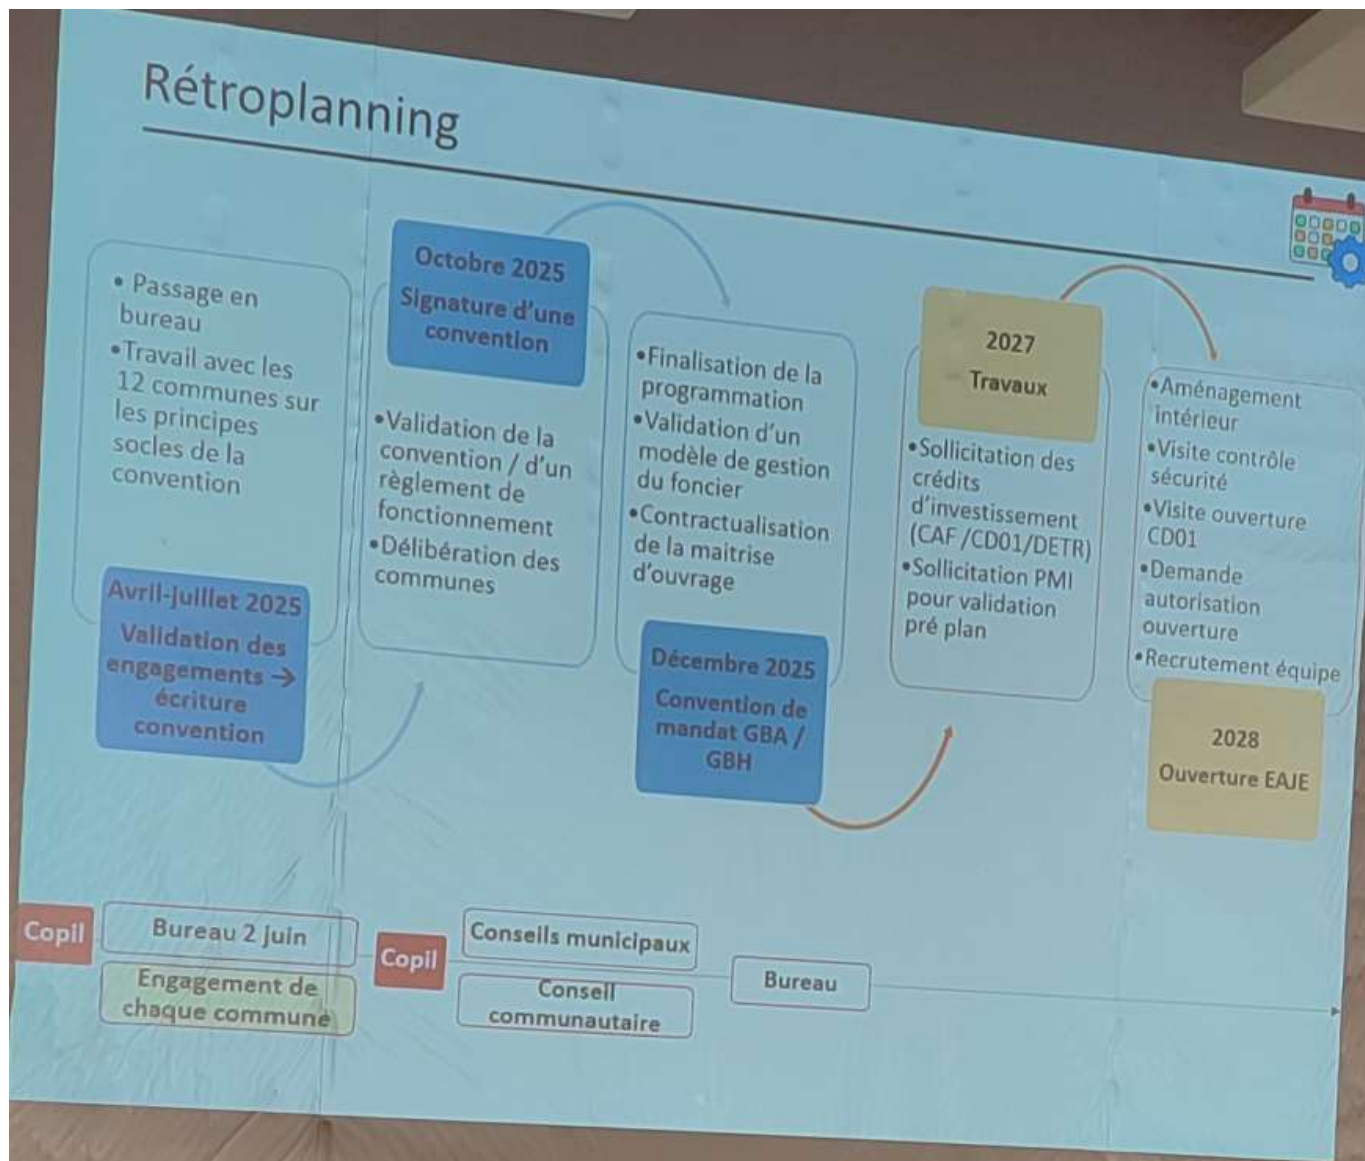 Rétroplanning
• Passage en
bureau
•Travail avec les
12 communes sur
les principes
socles de la
convention
Avril-juillet 2025
Validation des
engagements →
écriture
convention
Octobre 2025
Signature d'une
convention
•Validation de la
convention / d'un
règlement de
fonctionnement
•Délibération des
communes
•Finalisation de la
programmation
•Validation d'un
modèle de gestion
du foncier
•Contractualisation
de la maitrise
d'ouvrage
Décembre 2025
Convention de
mandat GBA /
GBH
2027
Travaux
•Sollicitation des
crédits
d'investissement
(CAF /CD01/DETR)
•Sollicitation PMI
pour validation
pré plan
•Aménagement
intérieur
•Visite contrôle
sécurité
•Visite ouverture
CD01
•Demande
autorisation
ouverture
•Recrutement équipe
2028
Ouverture EAJE
Copil
Bureau 2 juin
Engagement de
chaque commune
Copil
Conseils municipaux
Conseil
communautaire
Bureau